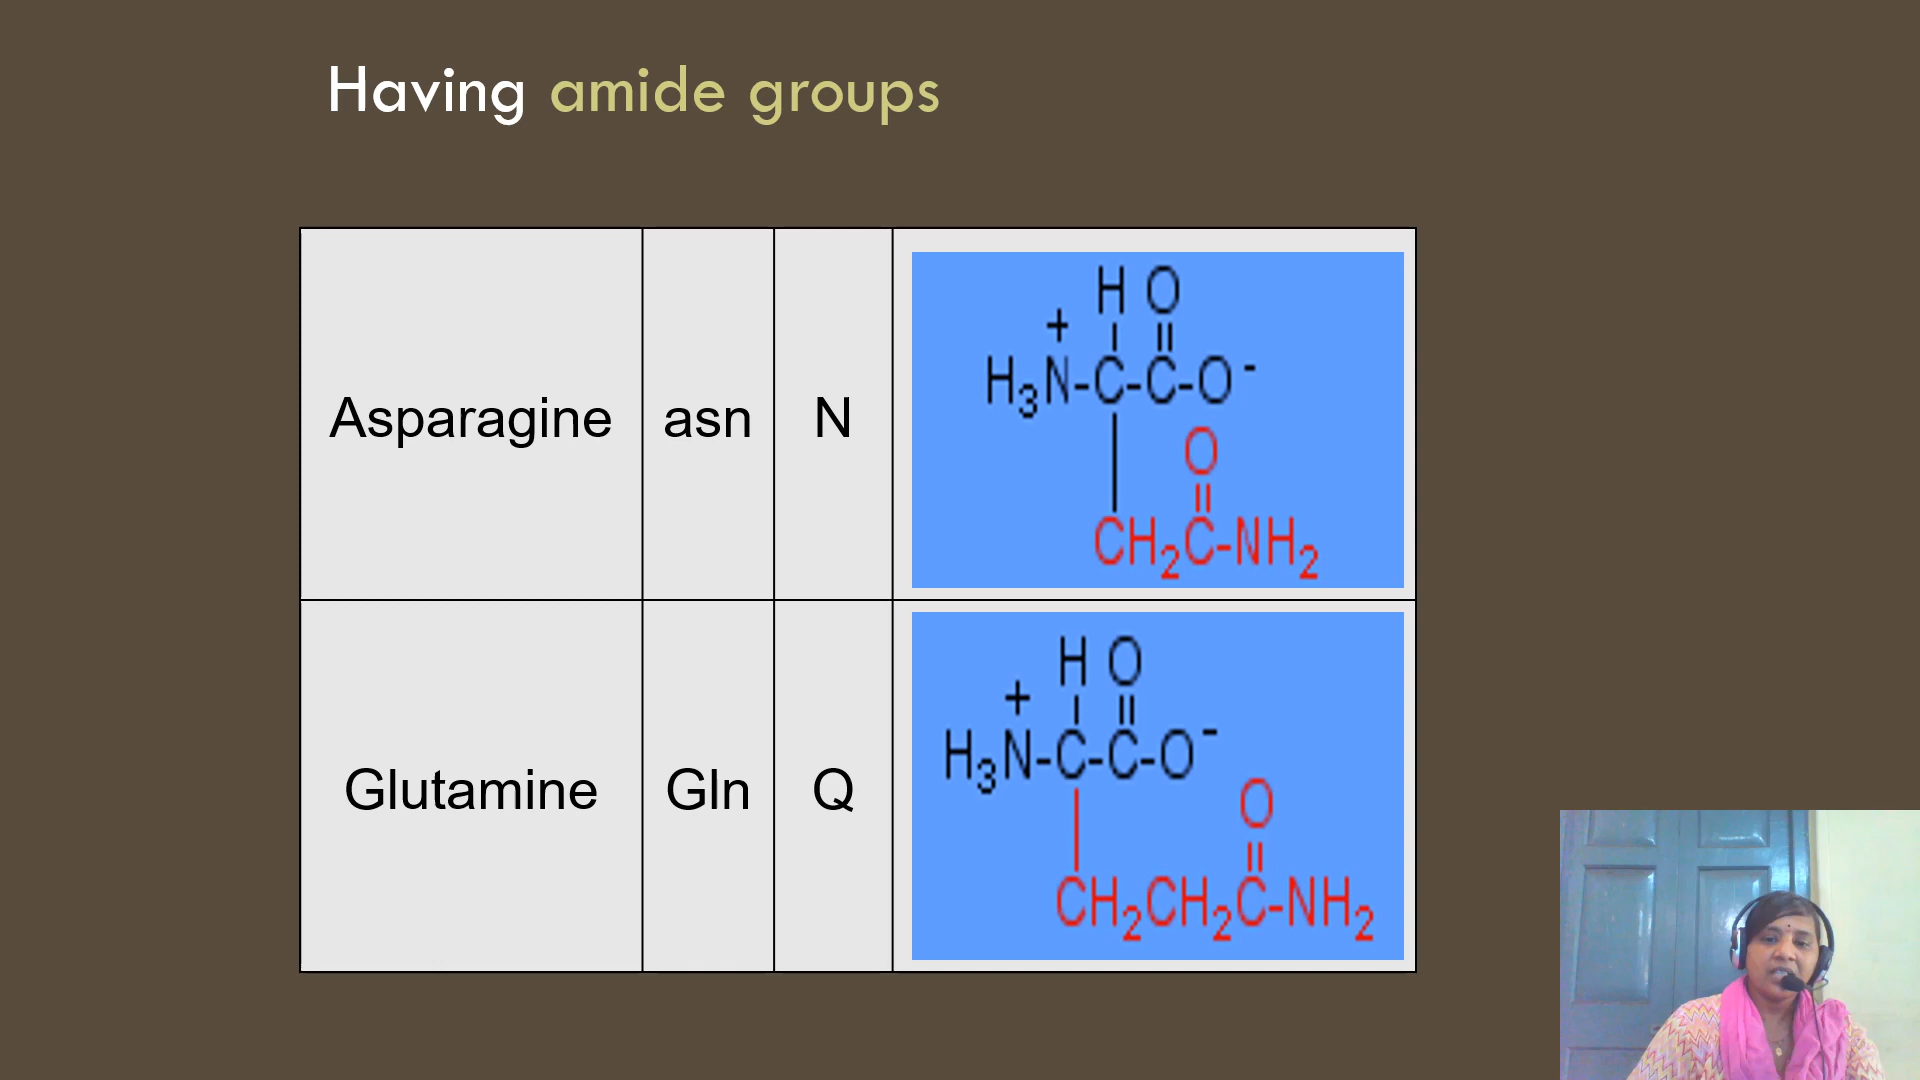 Having amide groups
Asparagine
asn
N
H O
+
H₃N-C-C-O⁻
O
CH₂C-NH₂
Glutamine
Gln
Q
H O
+
H₃N-C-C-O⁻
O
CH₂CH₂C-NH₂